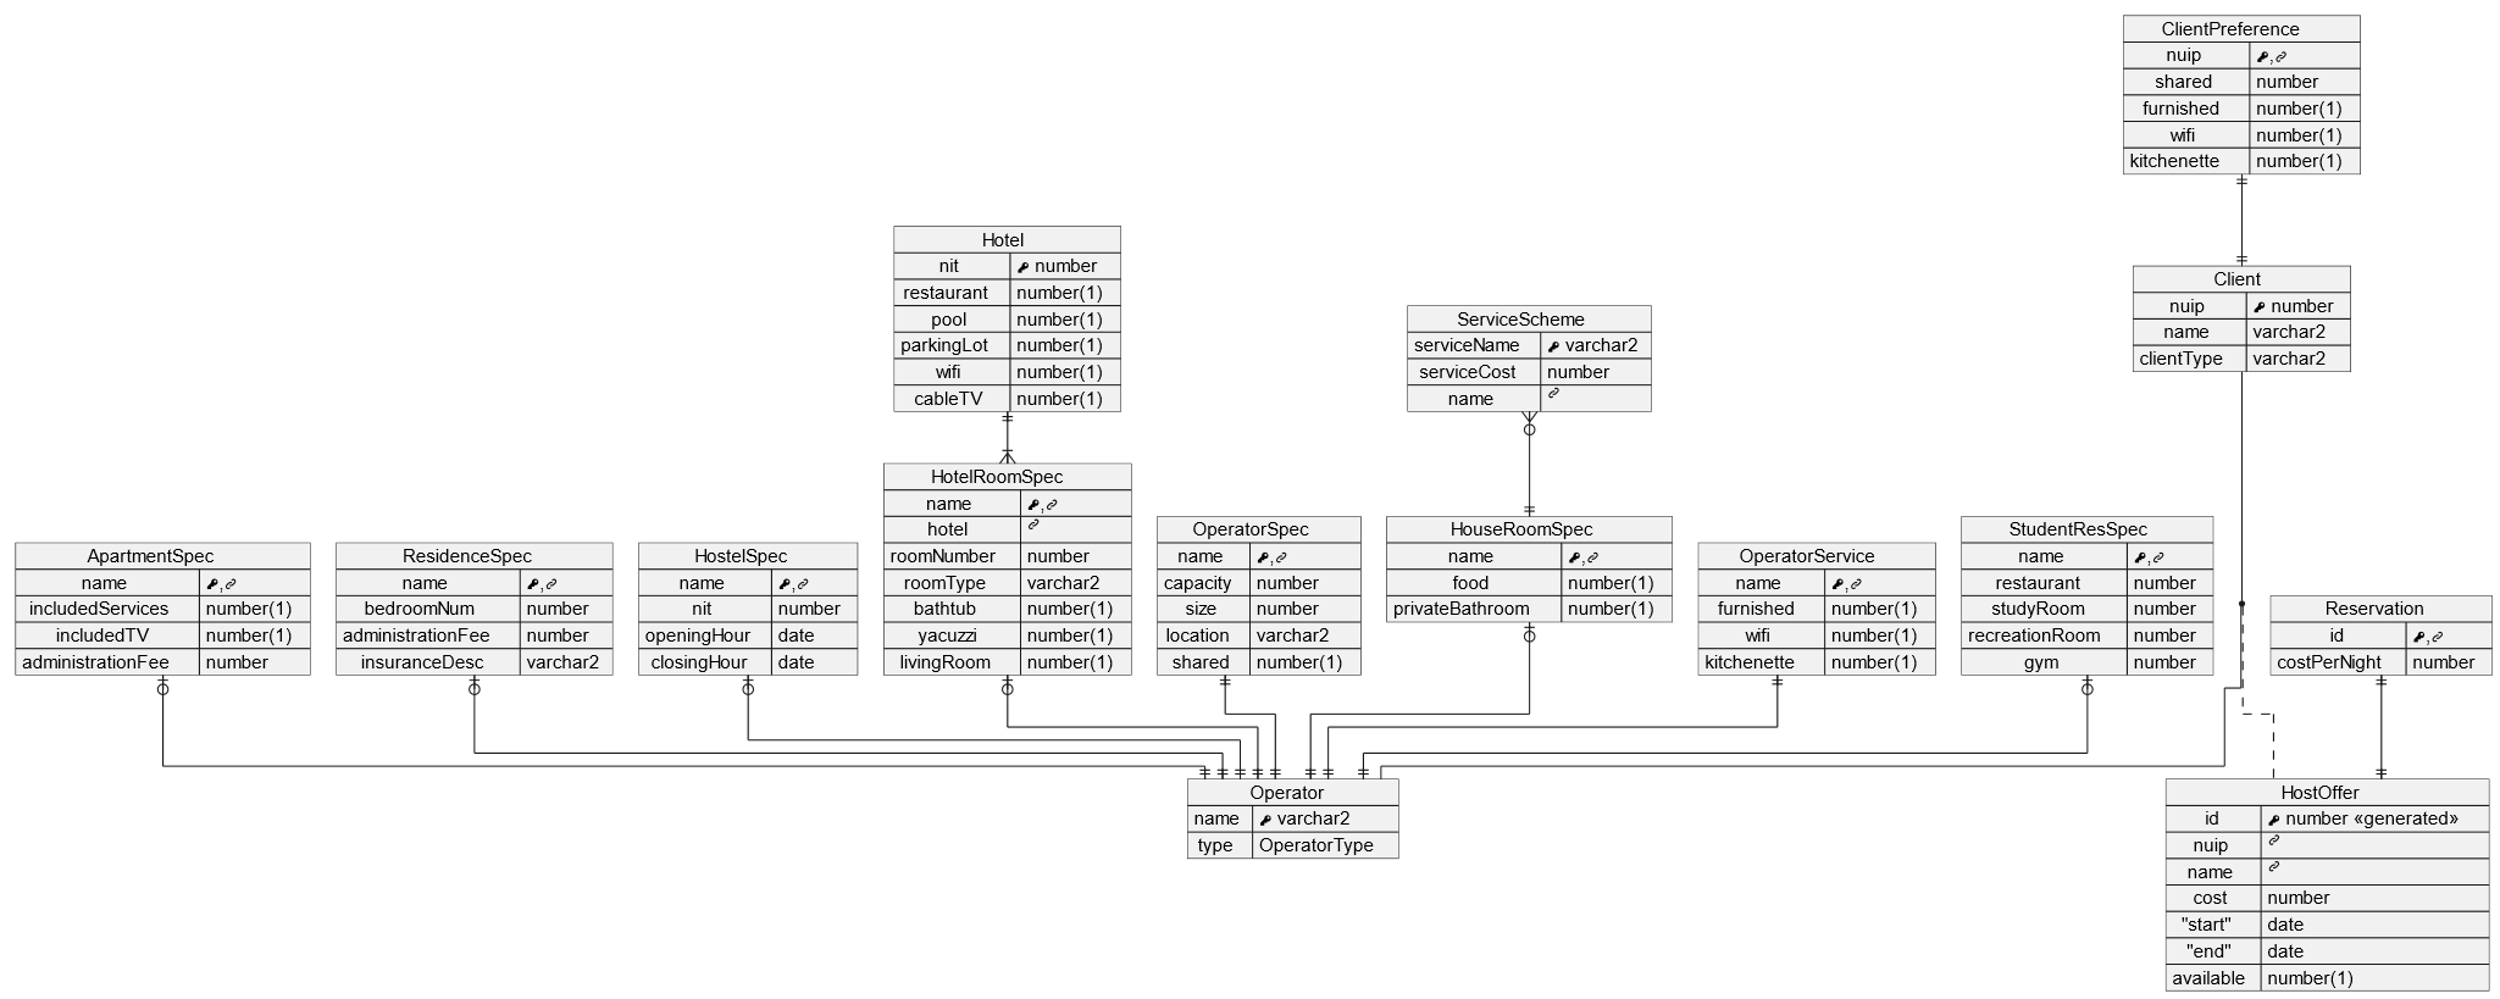 ClientPreference
nuip
shared number
furnished number(1)
wifi number(1)
kitchenette number(1)
Hotel
nit number
restaurant number(1)
pool number(1)
parkingLot number(1)
wifi number(1)
cableTV number(1)
Client
nuip number
name varchar2
clientType varchar2
ServiceScheme
serviceName varchar2
serviceCost number
name
HotelRoomSpec
name
hotel
roomNumber number
roomType varchar2
bathtub number(1)
yacuzzi number(1)
livingRoom number(1)
ApartmentSpec
name
includedServices number(1)
includedTV number(1)
administrationFee number
ResidenceSpec
name
bedroomNum number
administrationFee number
insuranceDesc varchar2
HostelSpec
name
nit number
openingHour date
closingHour date
OperatorSpec
name
capacity number
size number
location varchar2
shared number(1)
HouseRoomSpec
name
food number(1)
privateBathroom number(1)
OperatorService
name
furnished number(1)
wifi number(1)
kitchenette number(1)
StudentResSpec
name
restaurant number
studyRoom number
recreationRoom number
gym number
Reservation
id
costPerNight number
Operator
name varchar2
type OperatorType
HostOffer
id number «generated»
nuip
name
cost number
"start" date
"end" date
available number(1)